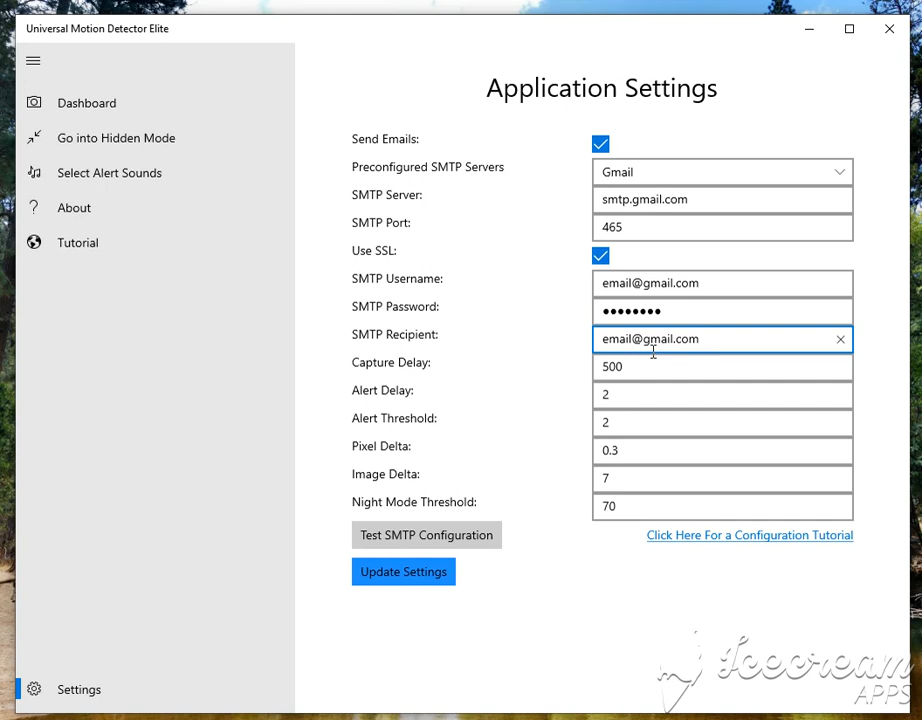 Universal Motion Detector Elite
Dashboard
Go into Hidden Mode
Select Alert Sounds
? About
Tutorial
Settings
Application Settings
Send Emails:
Preconfigured SMTP Servers Gmail
SMTP Server: smtp.gmail.com
SMTP Port: 465
Use SSL:
SMTP Username: email@gmail.com
SMTP Password: ••••••••
SMTP Recipient: email@gmail.com
Capture Delay: 500
Alert Delay: 2
Alert Threshold: 2
Pixel Delta: 0.3
Image Delta: 7
Night Mode Threshold: 70
Test SMTP Configuration
Click Here For a Configuration Tutorial
Update Settings
Icecream
APPS